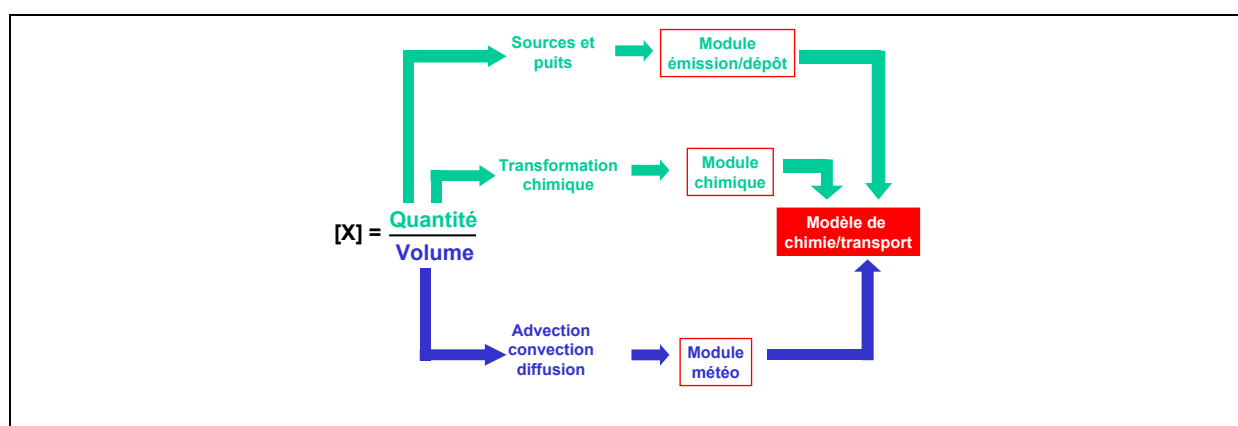 Sources et
puits
Module
émission/dépôt
Transformation
chimique
Module
chimique
[X] = Quantité
Volume
Modèle de
chimie/transport
Advection
convection
diffusion
Module
météo